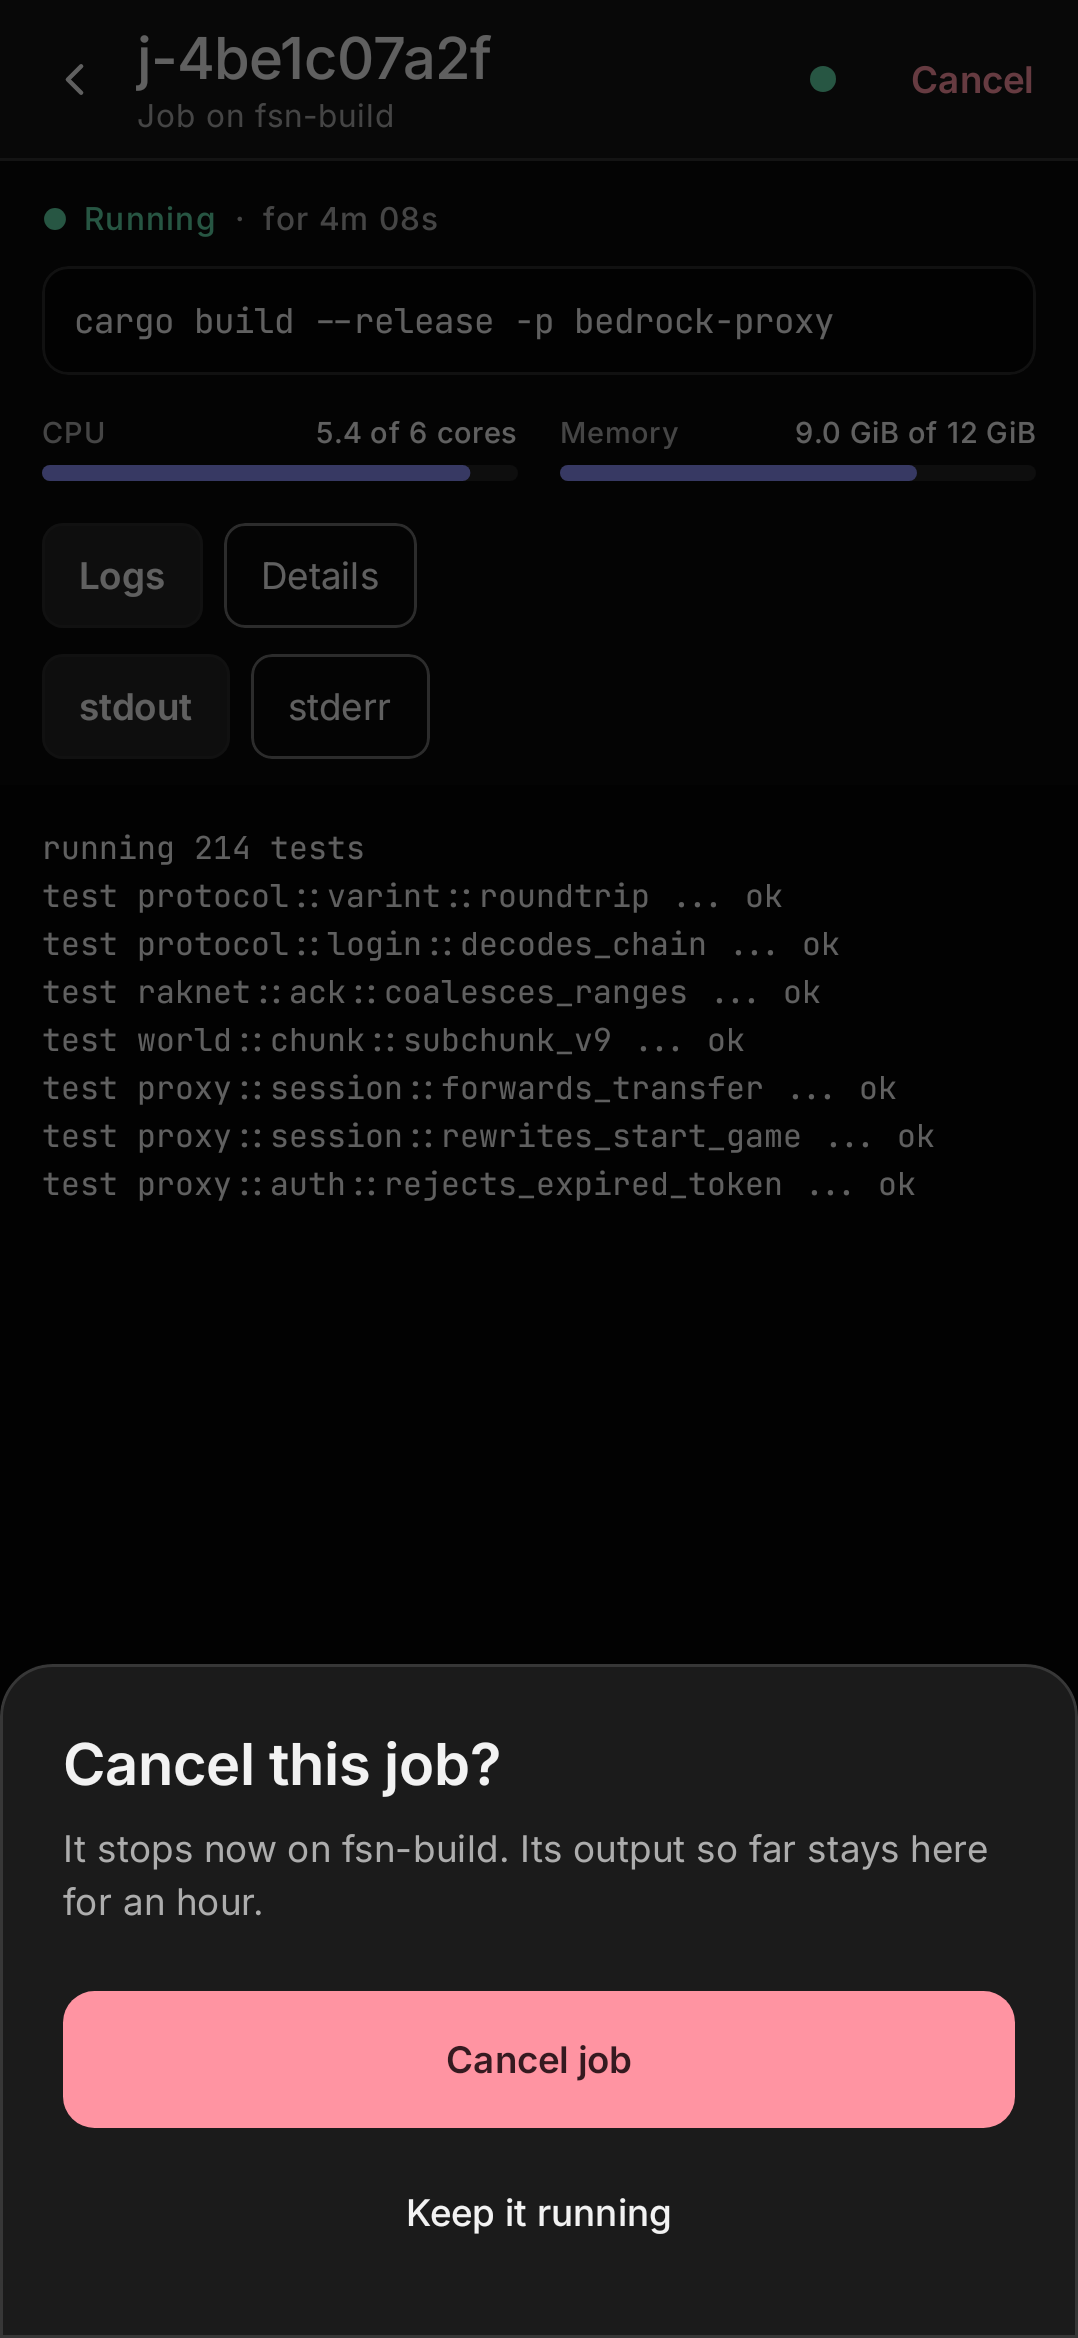 j-4be1c07a2f
Job on fsn-build
Cancel
Running · for 4m 08s
cargo build --release -p bedrock-proxy
CPU 5.4 of 6 cores Memory 9.0 GiB of 12 GiB
Logs Details
stdout stderr
running 214 tests
test protocol::varint::roundtrip ... ok
test protocol::login::decodes_chain ... ok
test raknet::ack::coalesces_ranges ... ok
test world::chunk::subchunk_v9 ... ok
test proxy::session::forwards_transfer ... ok
test proxy::session::rewrites_start_game ... ok
test proxy::auth::rejects_expired_token ... ok
Cancel this job?
It stops now on fsn-build. Its output so far stays here
for an hour.
Cancel job
Keep it running